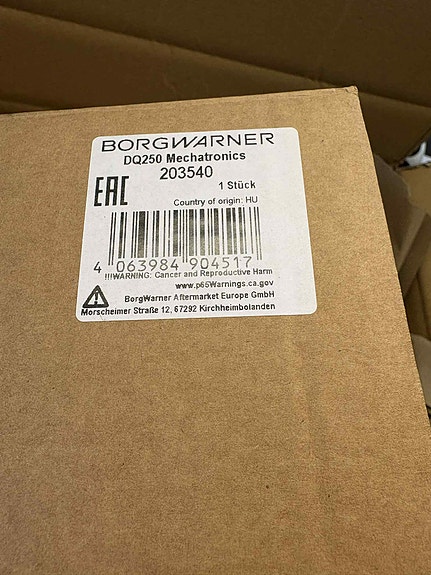 BORGWARNER
DQ250 Mechatronics
203540
EAC
1 Stück
Country of origin: HU
4 063984 904517
!!!WARNING: Cancer and Reproductive Harm
www.p65Warnings.ca.gov
BorgWarner Aftermarket Europe GmbH
Morscheimer Straße 12, 67292 Kirchheimbolanden